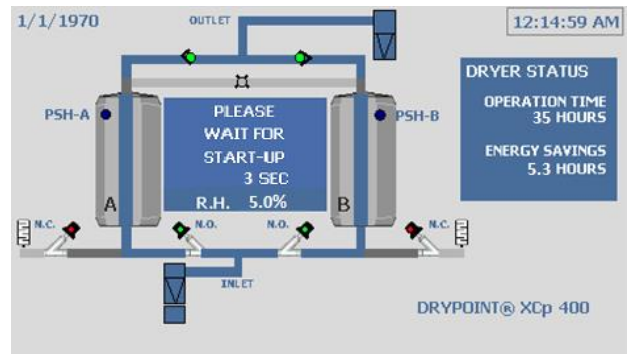 1/1/1970
OUTLET
12:14:59 AM
DRYER STATUS
OPERATION TIME
35 HOURS
ENERGY SAVINGS
5.3 HOURS
PSH-A
PSH-B
PLEASE
WAIT FOR
START-UP
3 SEC
R.H. 5.0%
A
B
N.C.
N.O.
N.O.
N.C.
INLET
DRYPOINT® XCp 400